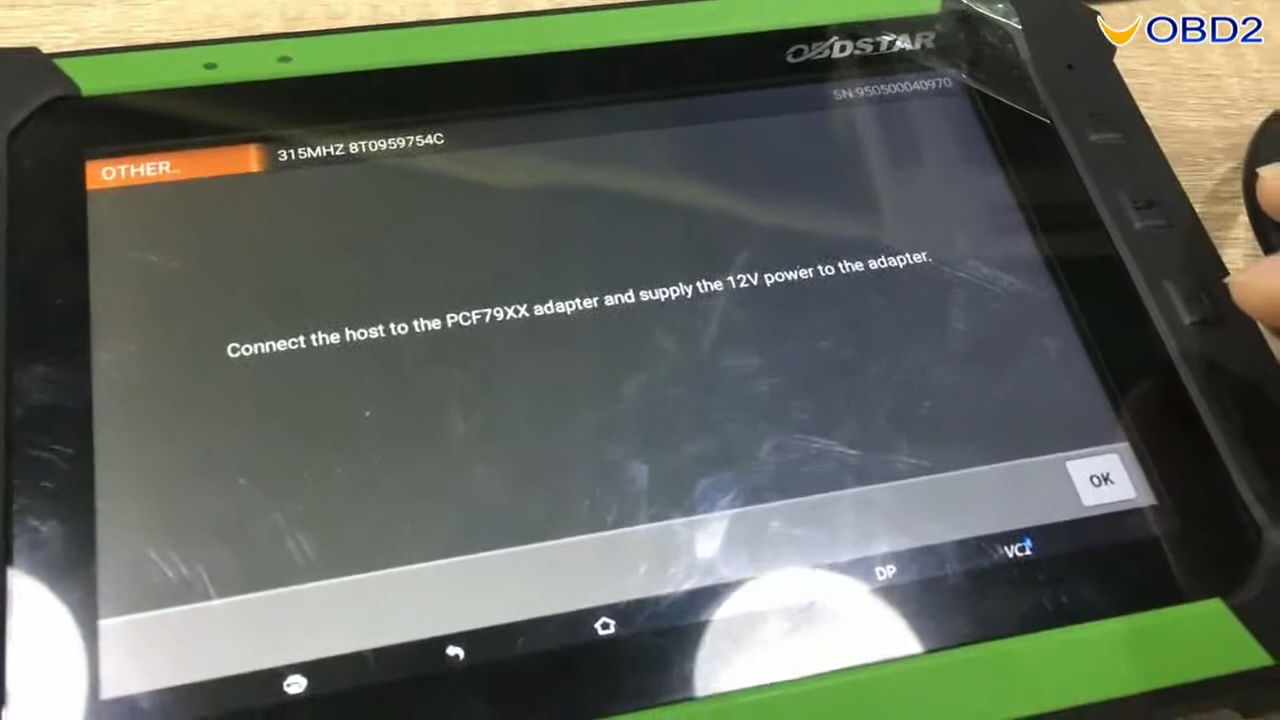 OBD2
OBDSTAR
SN:950500040970
OTHER..
315MHZ 8T0959754C
Connect the host to the PCF79XX adapter and supply the 12V power to the adapter.
OK
DP
VCI